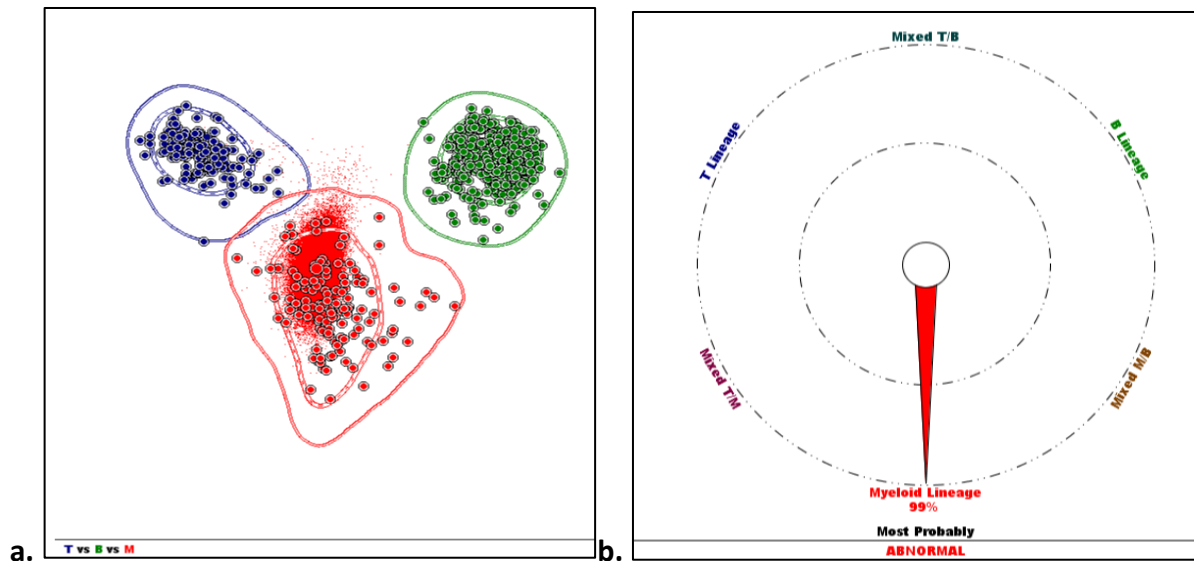 a.
T vs B vs M
b.
Mixed T/B
T Lineage
B Lineage
Mixed T/M
Mixed M/B
Myeloid Lineage
99%
Most Probably
ABNORMAL